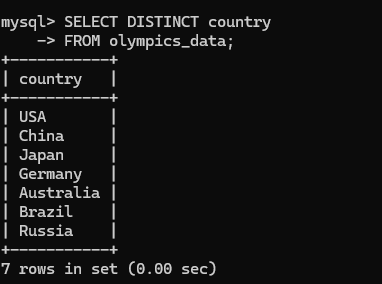 mysql> SELECT DISTINCT country
    -> FROM olympics_data;
+-----------+
| country   |
+-----------+
| USA       |
| China     |
| Japan     |
| Germany   |
| Australia |
| Brazil    |
| Russia    |
+-----------+
7 rows in set (0.00 sec)